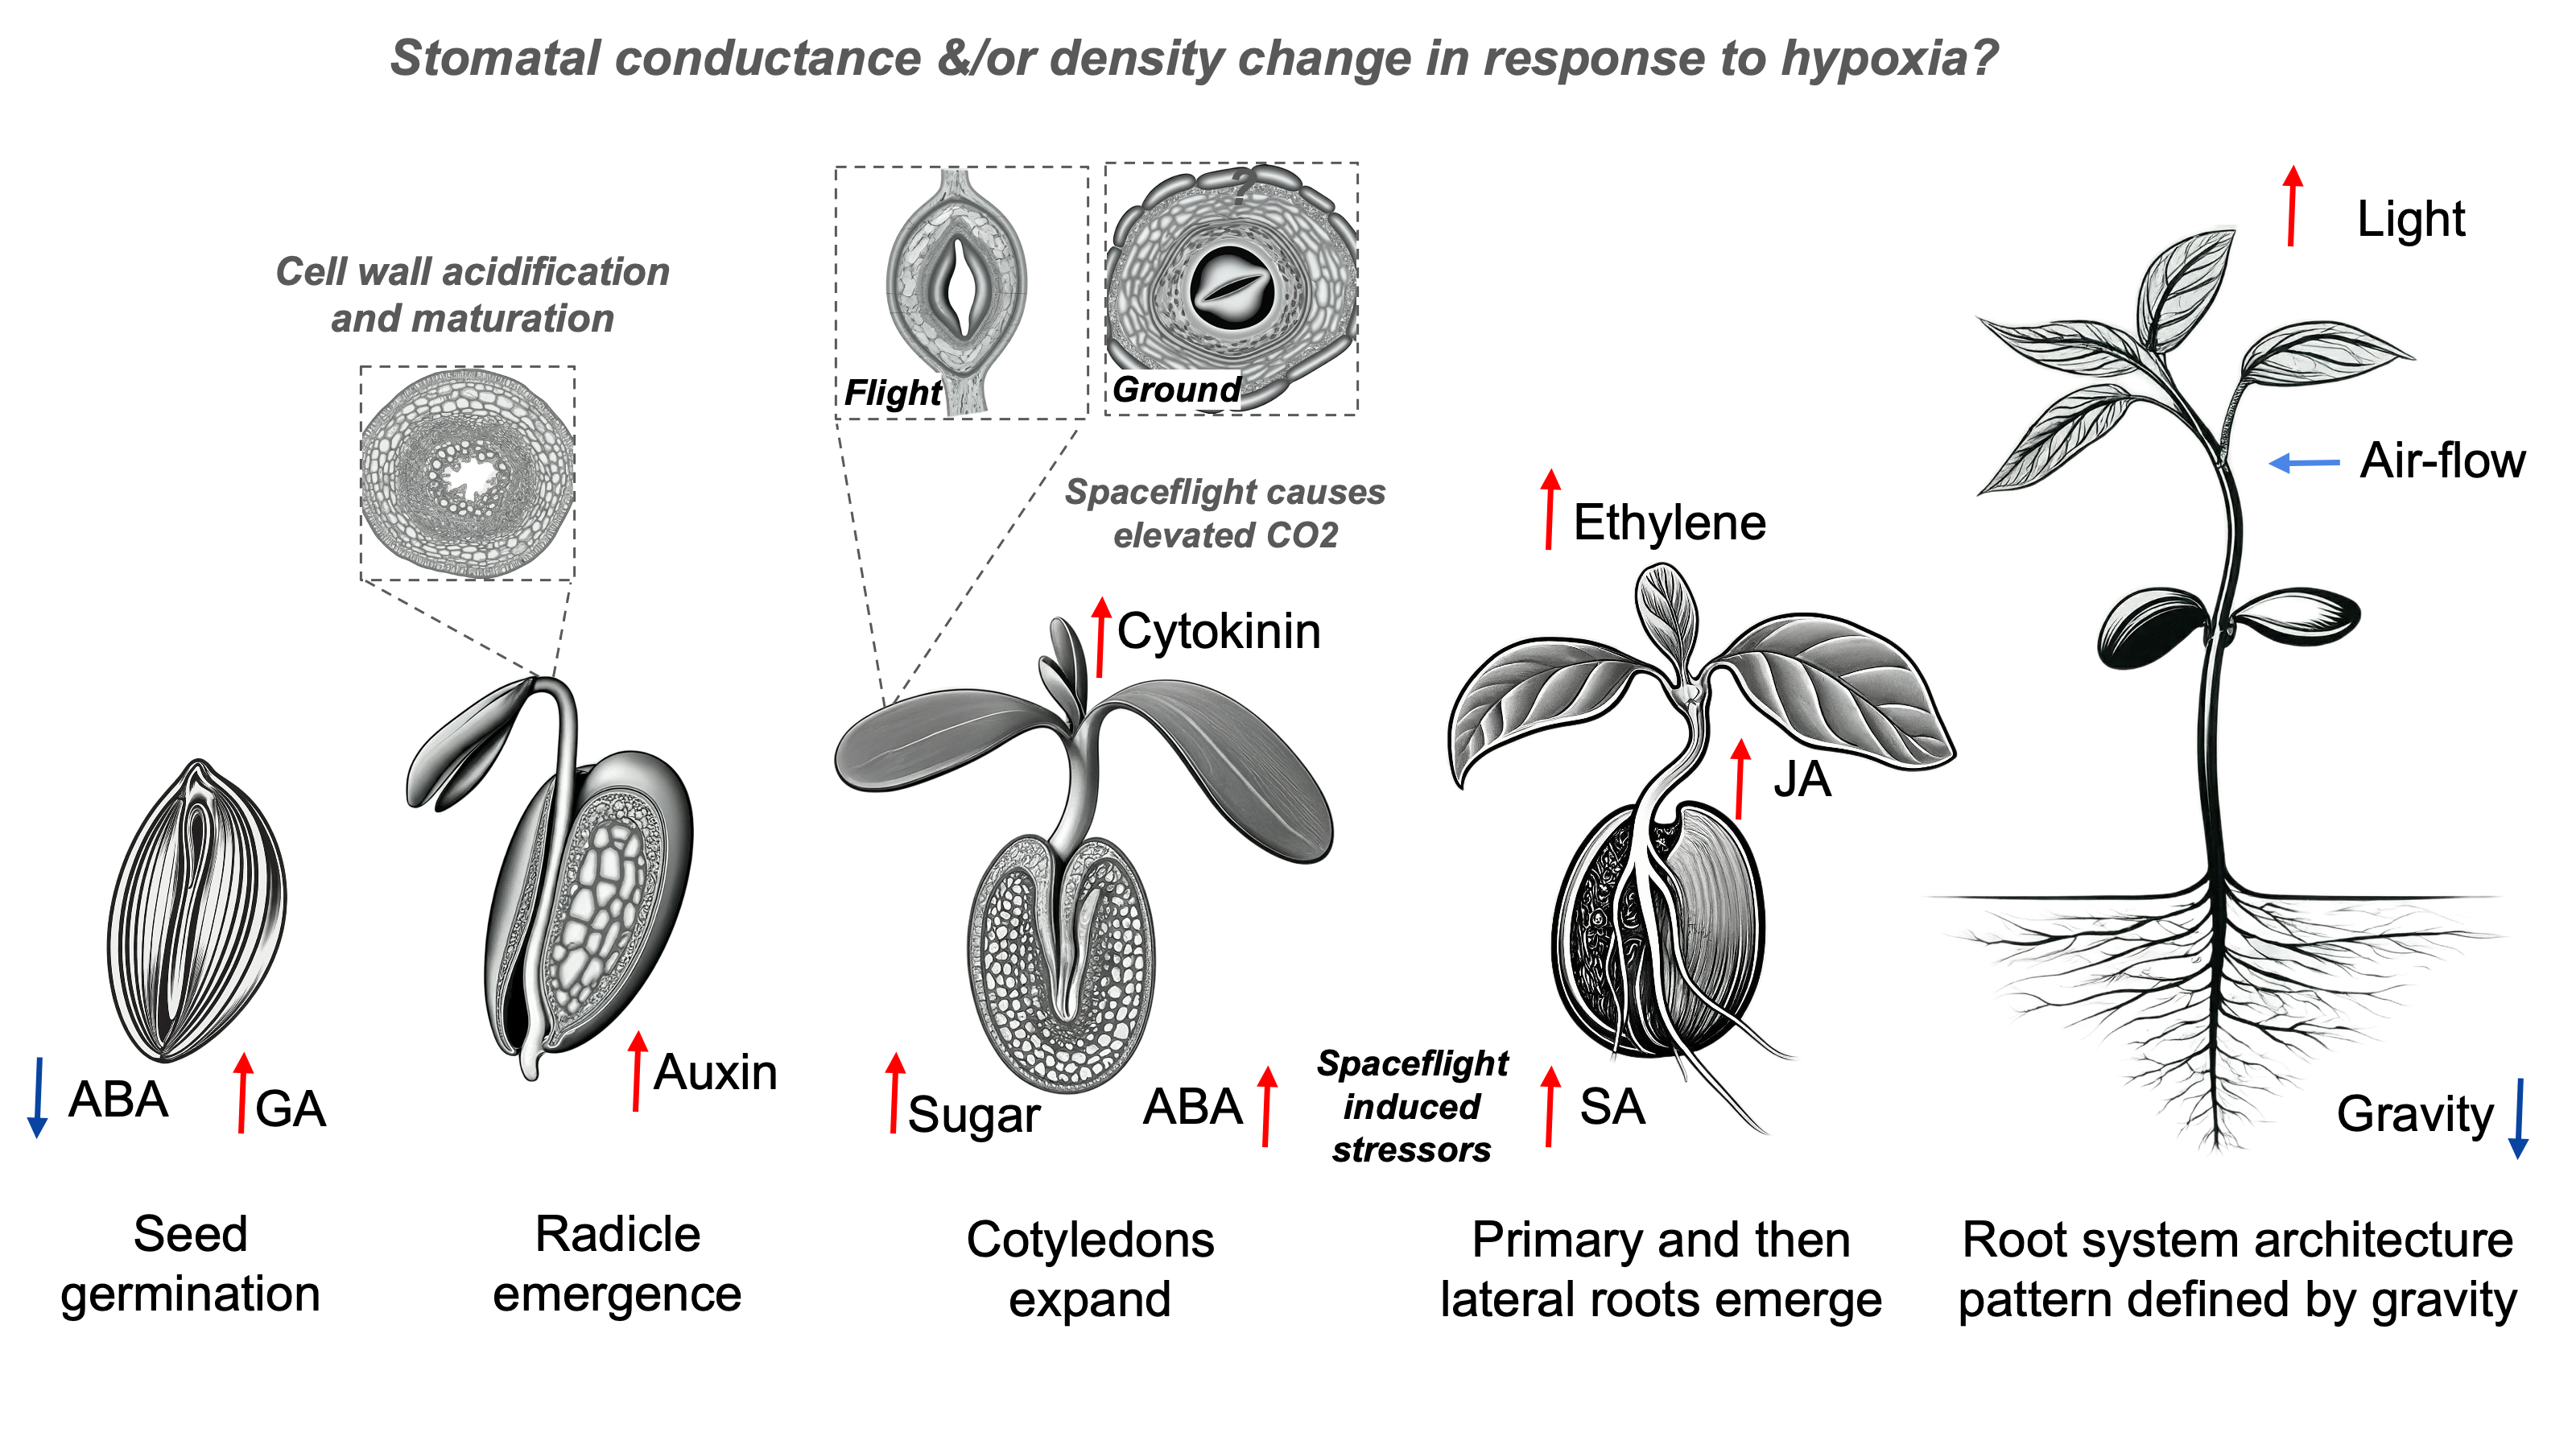 Stomatal conductance &/or density change in response to hypoxia?
Cell wall acidification
and maturation
?
Flight
Ground
Spaceflight causes
elevated CO2
Light
Air-flow
Ethylene
Cytokinin
JA
ABA
GA
Auxin
Sugar
ABA
Spaceflight
induced
stressors
SA
Gravity
Seed
germination
Radicle
emergence
Cotyledons
expand
Primary and then
lateral roots emerge
Root system architecture
pattern defined by gravity